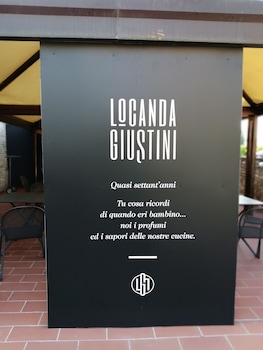 LOCANDA
GIUSTINI
Quasi settant'anni
Tu cosa ricordi
di quando eri bambino...
noi i profumi
ed i sapori delle nostre cucine.